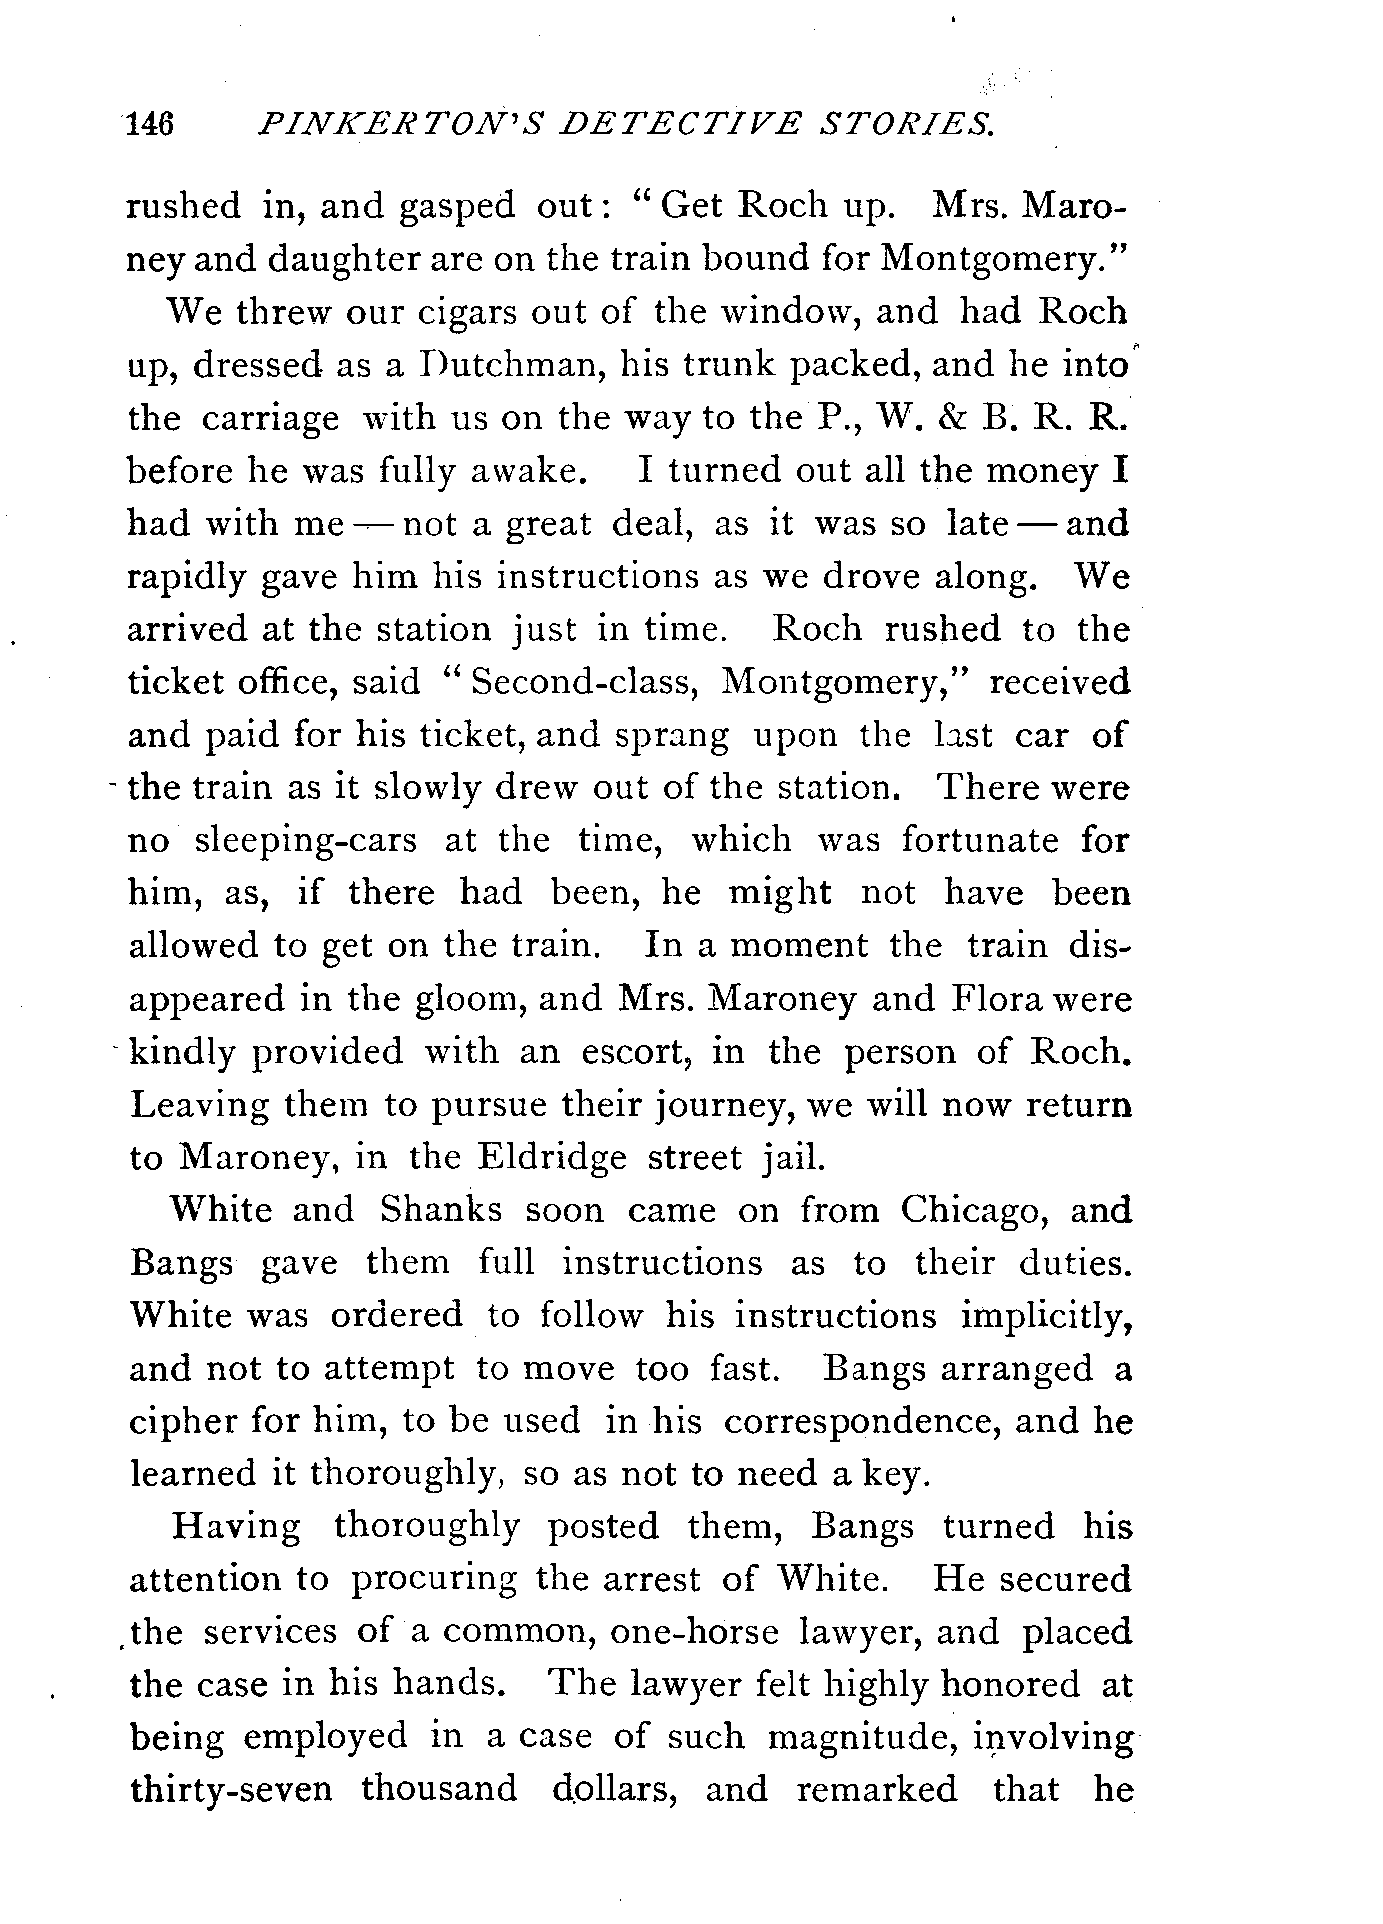 146 PINKERTON'S DETECTIVE STORIES.
rushed in, and gasped out: "Get Roch up. Mrs. Maro-
ney and daughter are on the train bound for Montgomery."
We threw our cigars out of the window, and had Roch
up, dressed as a Dutchman, his trunk packed, and he into
the carriage with us on the way to the P., W. & B. R. R.
before he was fully awake. I turned out all the money I
had with me — not a great deal, as it was so late — and
rapidly gave him his instructions as we drove along. We
arrived at the station just in time. Roch rushed to the
ticket office, said "Second-class, Montgomery," received
and paid for his ticket, and sprang upon the last car of
the train as it slowly drew out of the station. There were
no sleeping-cars at the time, which was fortunate for
him, as, if there had been, he might not have been
allowed to get on the train. In a moment the train dis-
appeared in the gloom, and Mrs. Maroney and Flora were
kindly provided with an escort, in the person of Roch.
Leaving them to pursue their journey, we will now return
to Maroney, in the Eldridge street jail.
White and Shanks soon came on from Chicago, and
Bangs gave them full instructions as to their duties.
White was ordered to follow his instructions implicitly,
and not to attempt to move too fast. Bangs arranged a
cipher for him, to be used in his correspondence, and he
learned it thoroughly, so as not to need a key.
Having thoroughly posted them, Bangs turned his
attention to procuring the arrest of White. He secured
the services of a common, one-horse lawyer, and placed
the case in his hands. The lawyer felt highly honored at
being employed in a case of such magnitude, involving
thirty-seven thousand dollars, and remarked that he